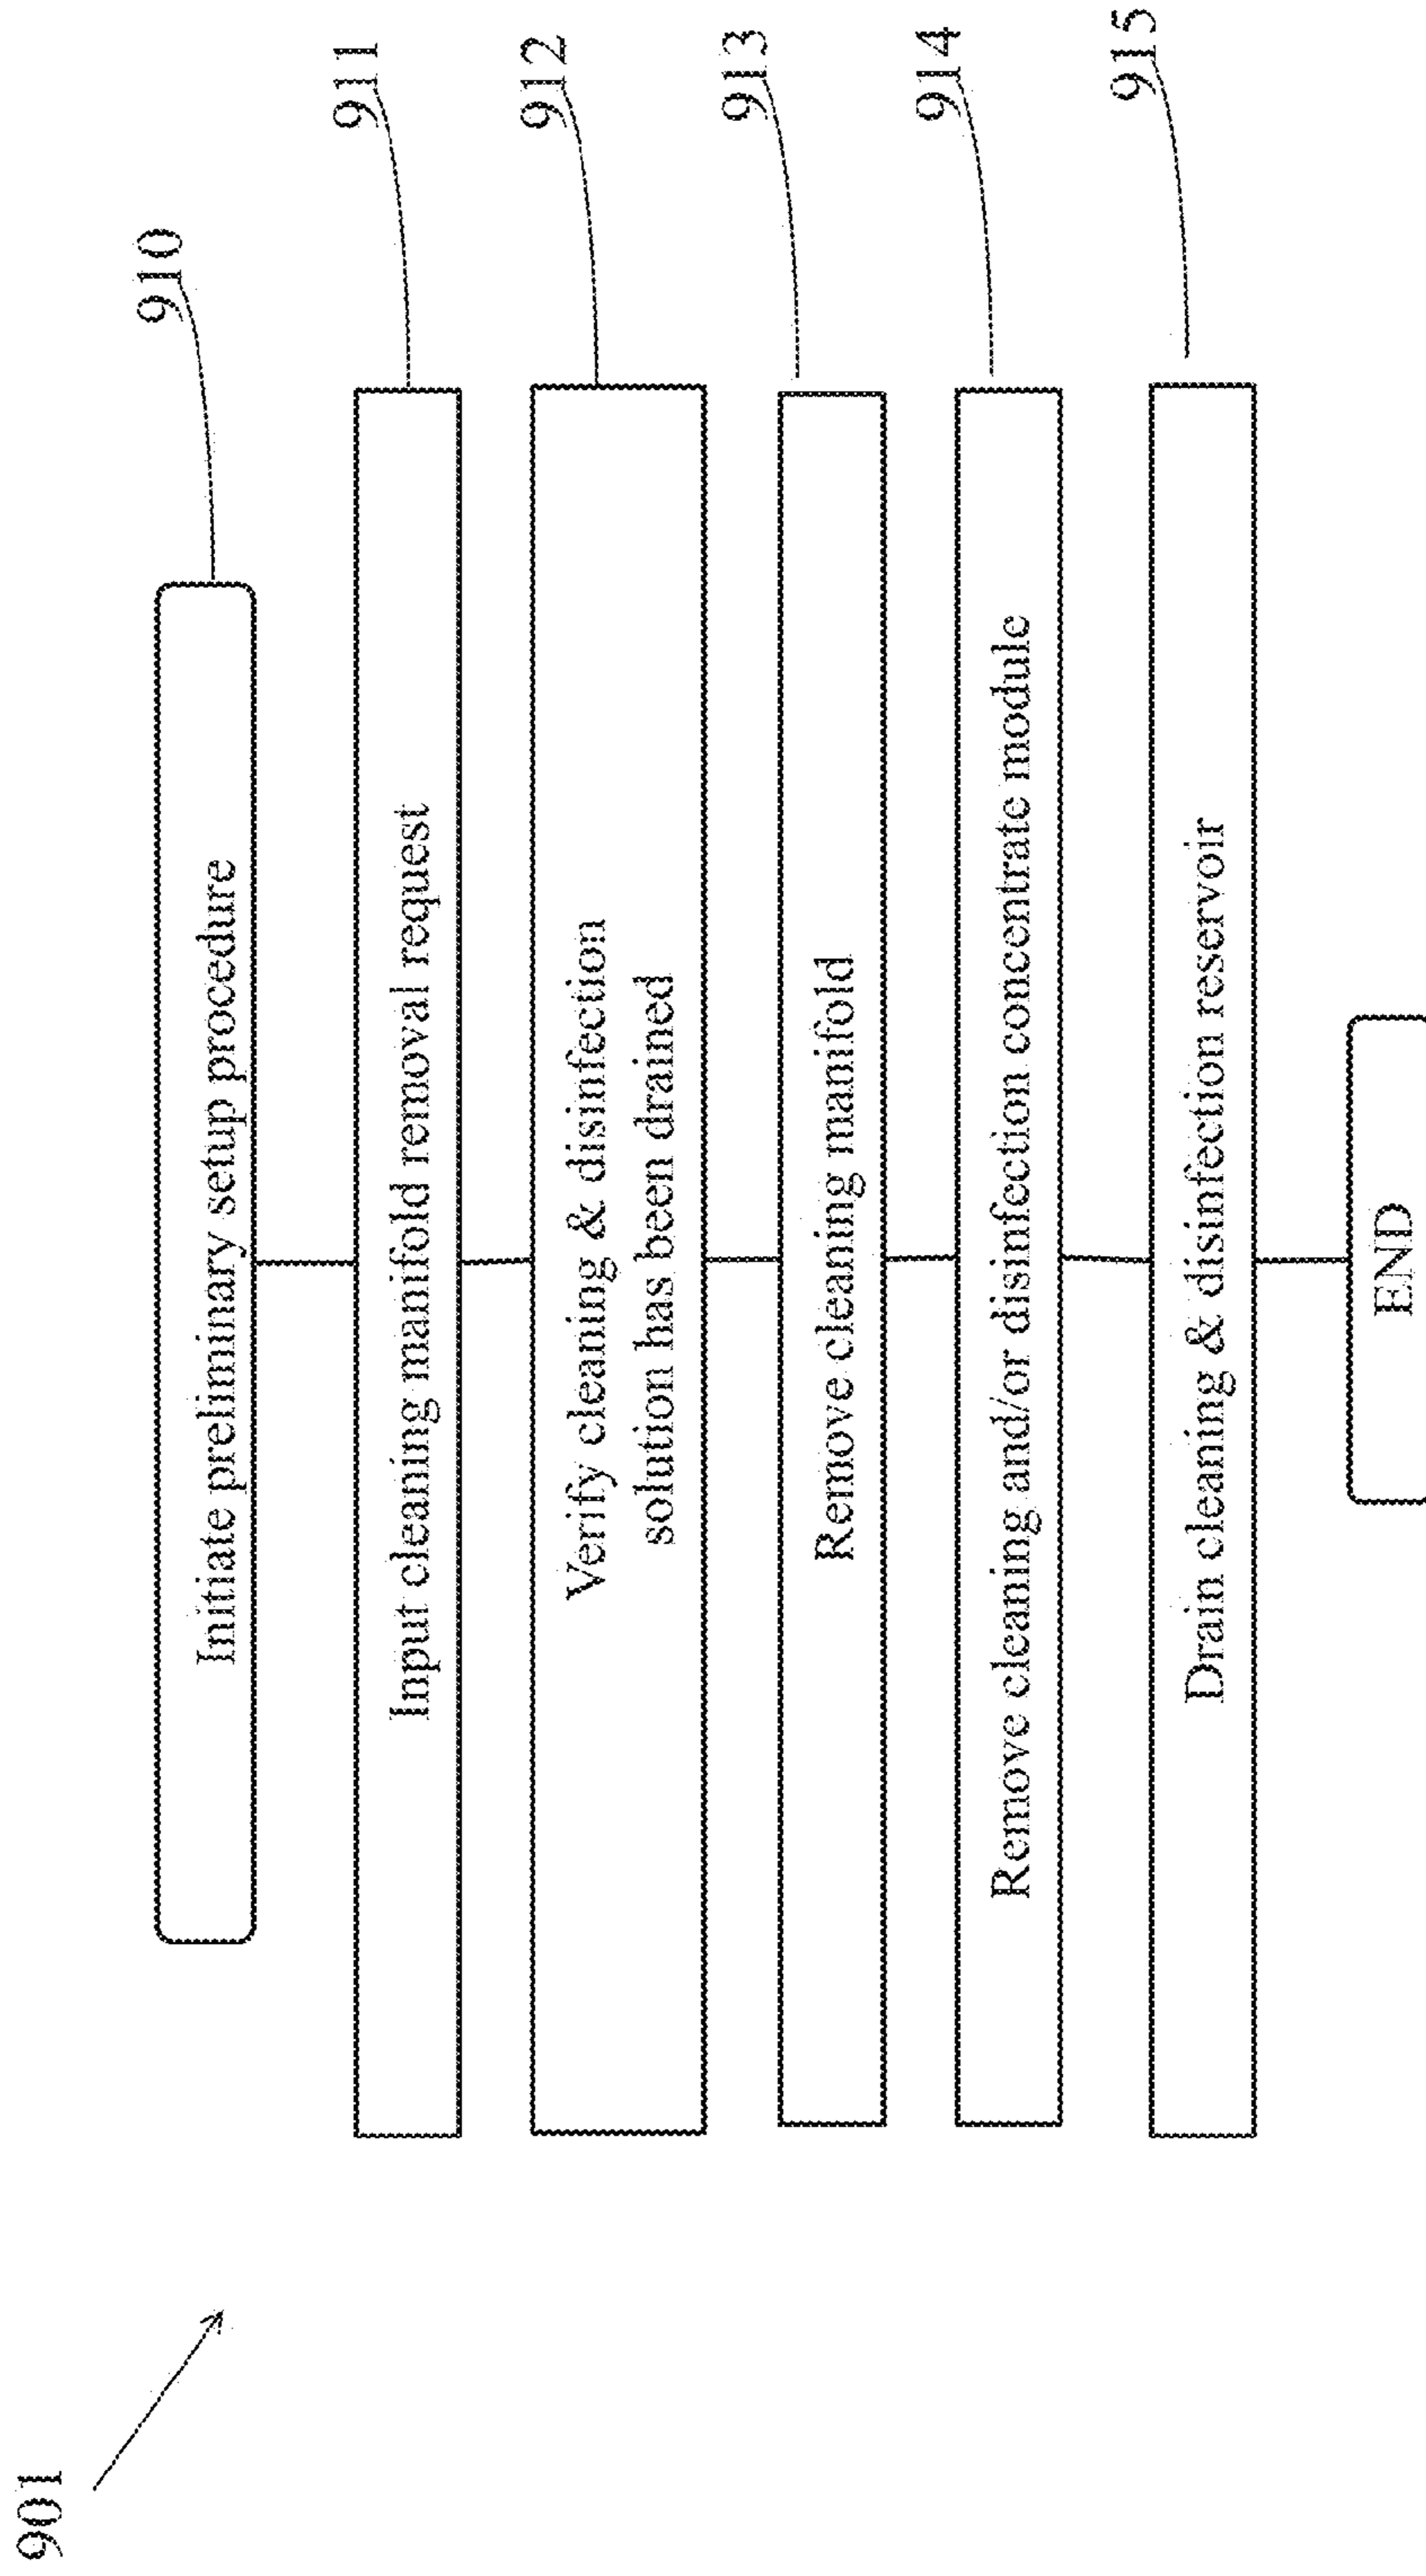 901
910
Initiate preliminary setup procedure
911
Input cleaning manifold removal request
912
Verify cleaning & disinfection
solution has been drained
913
Remove cleaning manifold
914
Remove cleaning and/or disinfection concentrate module
915
Drain cleaning & disinfection reservoir
END